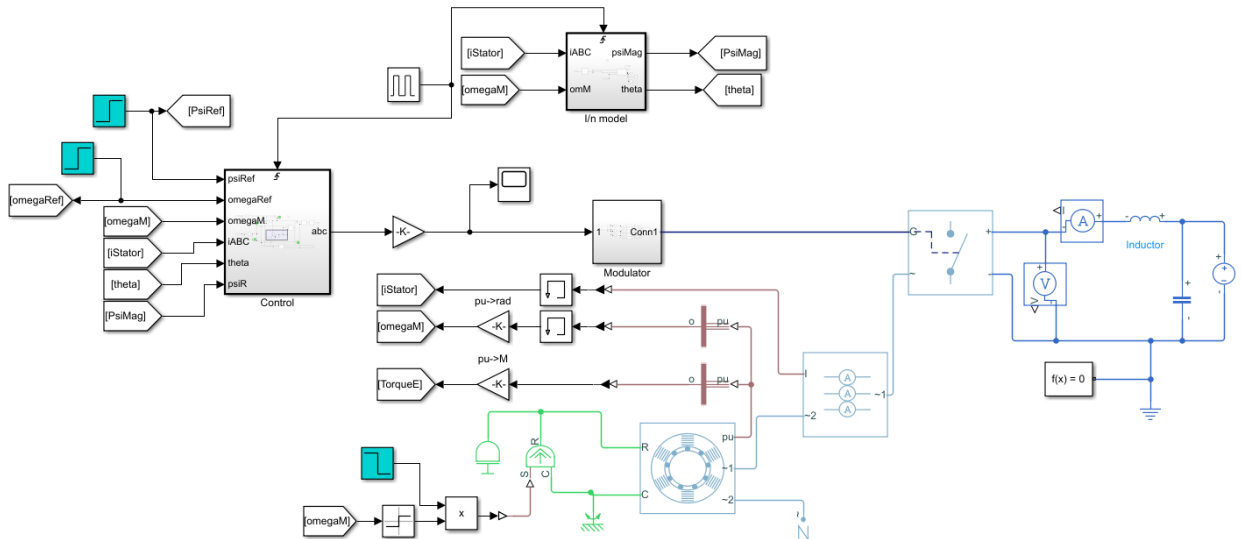 [iStator]
iABC
psiMag
[PsiMag]
[omegaM]
omM
theta
[theta]
I/n model
[PsiRef]
psiRef
[omegaRef]
omegaRef
[omegaM]
omegaM
abc
-K-
1
Conn1
G
+
~
-
I
A
+
-
+
+
Inductor
[iStator]
iABC
[theta]
theta
[PsiMag]
psiR
Control
Modulator
V
+
V
+
-
+
-
[iStator]
pu->rad
[omegaM]
-K-
o
pu
pu->M
[TorqueE]
-K-
o
pu
I
A
A
A
~1
~2
f(x) = 0
R
S
C
R
C
pu
~1
~2
N
~
[omegaM]
x